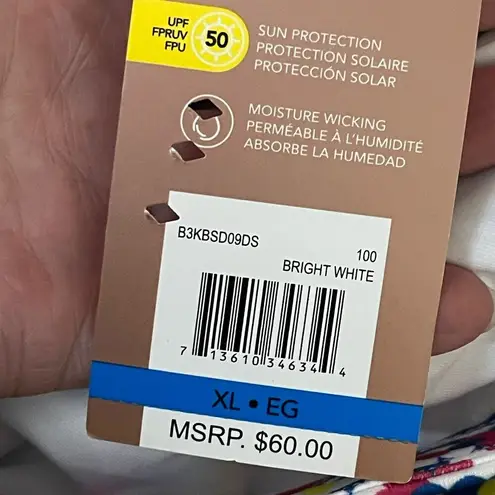 UPF
FPRUV
FPU
50
SUN PROTECTION
PROTECTION SOLAIRE
PROTECCIÓN SOLAR
MOISTURE WICKING
PERMÉABLE À L'HUMIDITÉ
ABSORBE LA HUMEDAD
B3KBSD09DS
100
BRIGHT WHITE
7 13610 34634 4
XL • EG
MSRP. $60.00